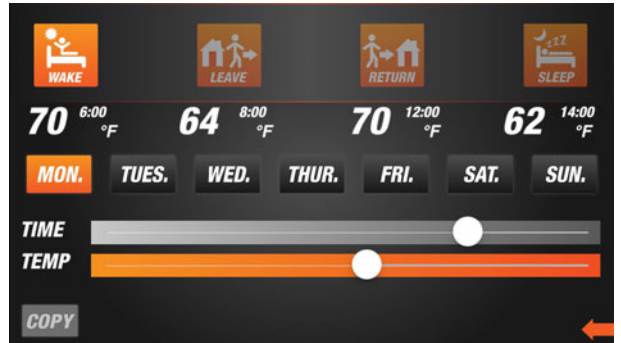 WAKE LEAVE RETURN zzz SLEEP
70 6:00 °F 64 8:00 °F 70 12:00 °F 62 14:00 °F
MON. TUES. WED. THUR. FRI. SAT. SUN.
TIME
TEMP
COPY